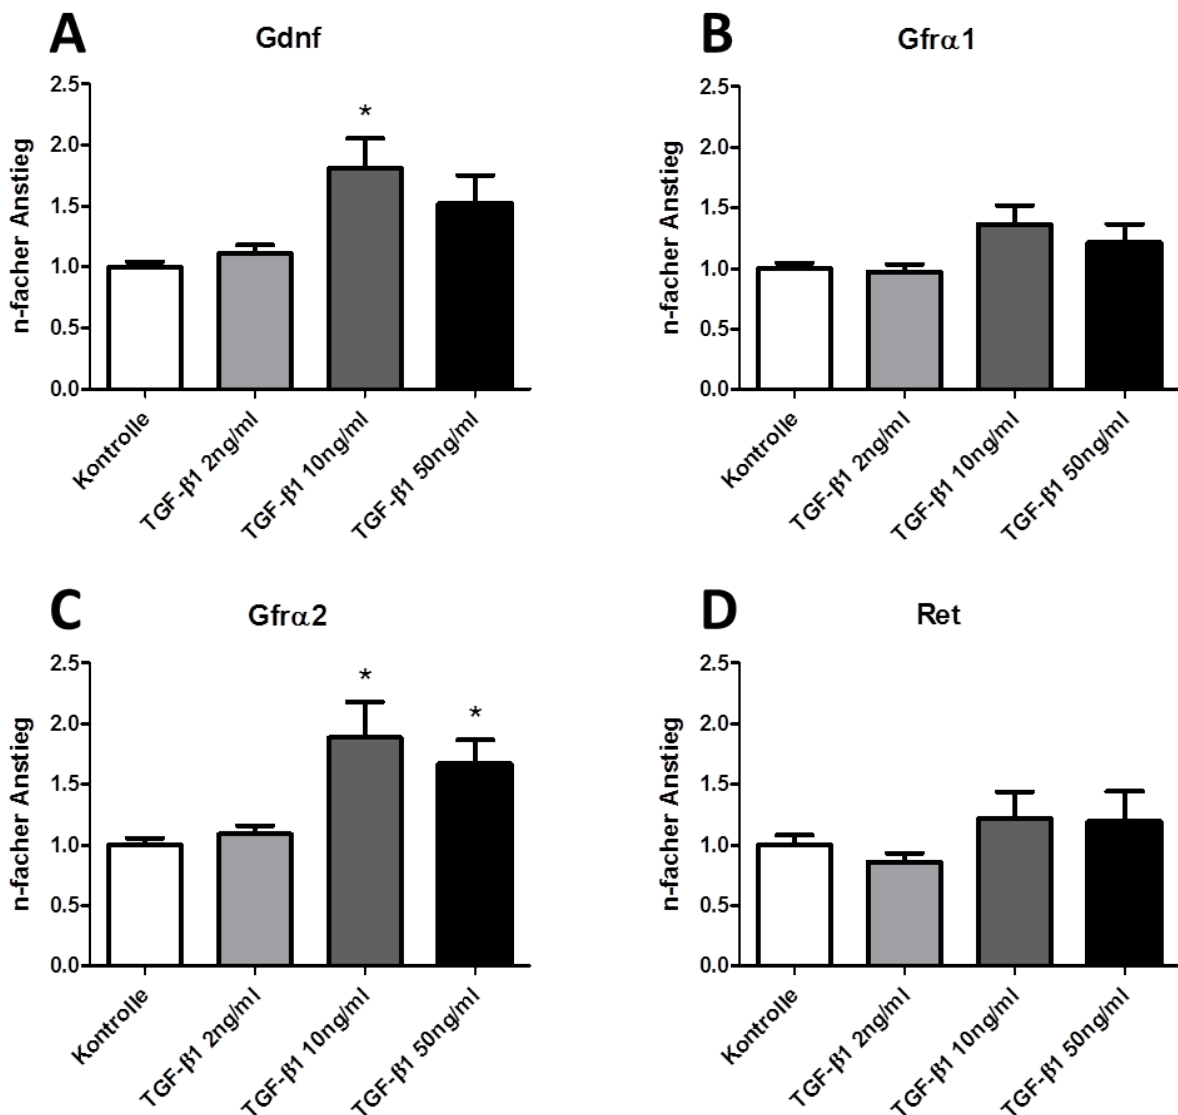 A
Gdnf
n-facher Anstieg
2.5
*
2.0
1.5
1.0
0.5
0.0
Kontrolle
TGF-β1 2ng/ml
TGF-β1 10ng/ml
TGF-β1 50ng/ml
B
Gfrα1
n-facher Anstieg
2.5
2.0
1.5
1.0
0.5
0.0
Kontrolle
TGF-β1 2ng/ml
TGF-β1 10ng/ml
TGF-β1 50ng/ml
C
Gfrα2
n-facher Anstieg
2.5
*
2.0
*
1.5
1.0
0.5
0.0
Kontrolle
TGF-β1 2ng/ml
TGF-β1 10ng/ml
TGF-β1 50ng/ml
D
Ret
n-facher Anstieg
2.5
2.0
1.5
1.0
0.5
0.0
Kontrolle
TGF-β1 2ng/ml
TGF-β1 10ng/ml
TGF-β1 50ng/ml